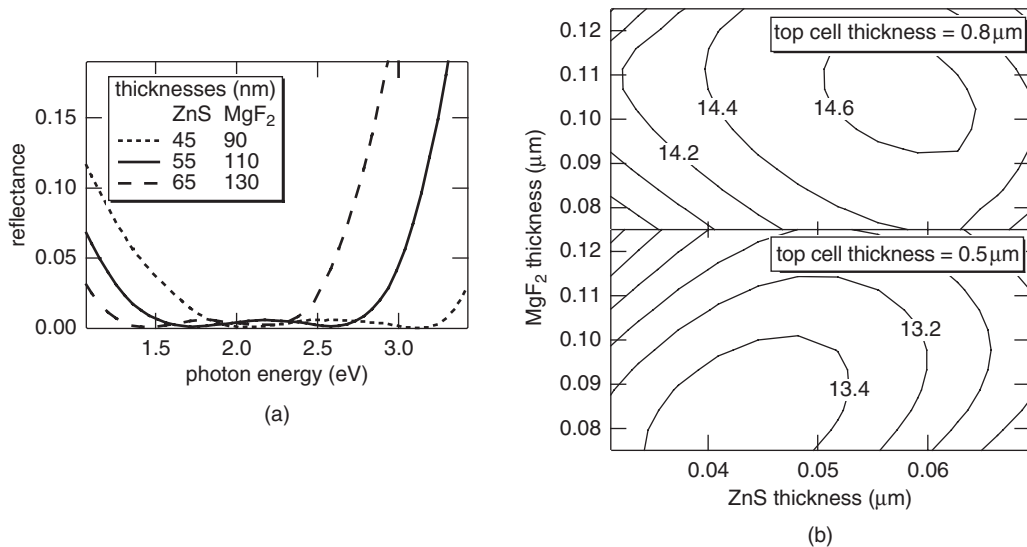 thicknesses (nm)
ZnS MgF₂
45 90
55 110
65 130
reflectance
0.15
0.10
0.05
0.00
1.5 2.0 2.5 3.0
photon energy (eV)
(a)
top cell thickness = 0.8 μm
0.12
0.11
0.10
0.09
0.08
14.6
14.4
14.2
top cell thickness = 0.5 μm
0.12
0.11
0.10
0.09
0.08
13.2
13.4
MgF₂ thickness (μm)
0.04 0.05 0.06
ZnS thickness (μm)
(b)